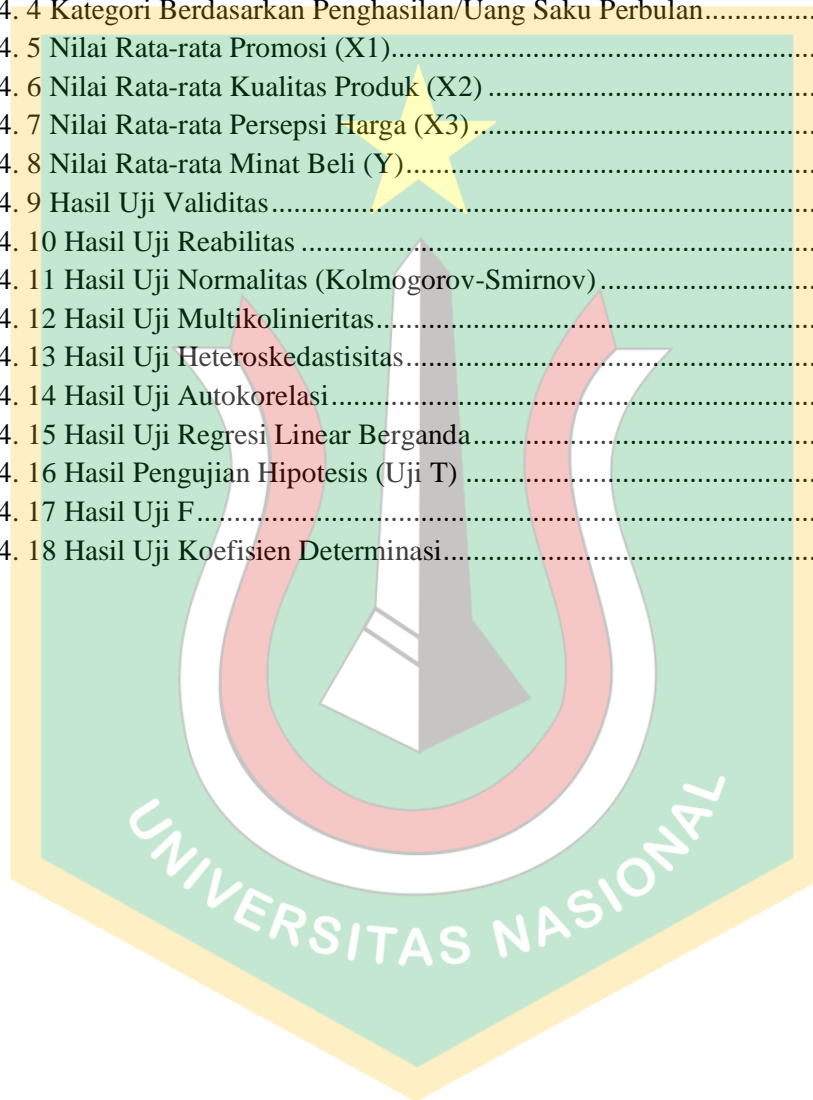 4. 4 Kategori Berdasarkan Penghasilan/Uang Saku Perbulan................
4. 5 Nilai Rata-rata Promosi (X1)................................................................
4. 6 Nilai Rata-rata Kualitas Produk (X2) ................................................
4. 7 Nilai Rata-rata Persepsi Harga (X3)...................................................
4. 8 Nilai Rata-rata Minat Beli (Y)..............................................................
4. 9 Hasil Uji Validitas.................................................................................
4. 10 Hasil Uji Reabilitas ............................................................................
4. 11 Hasil Uji Normalitas (Kolmogorov-Smirnov)................................
4. 12 Hasil Uji Multikolinieritas..................................................................
4. 13 Hasil Uji Heteroskedastisitas.............................................................
4. 14 Hasil Uji Autokorelasi........................................................................
4. 15 Hasil Uji Regresi Linear Berganda....................................................
4. 16 Hasil Pengujian Hipotesis (Uji T) .....................................................
4. 17 Hasil Uji F............................................................................................
4. 18 Hasil Uji Koefisien Determinasi.........................................................
UNIVERSITAS NASIONAL